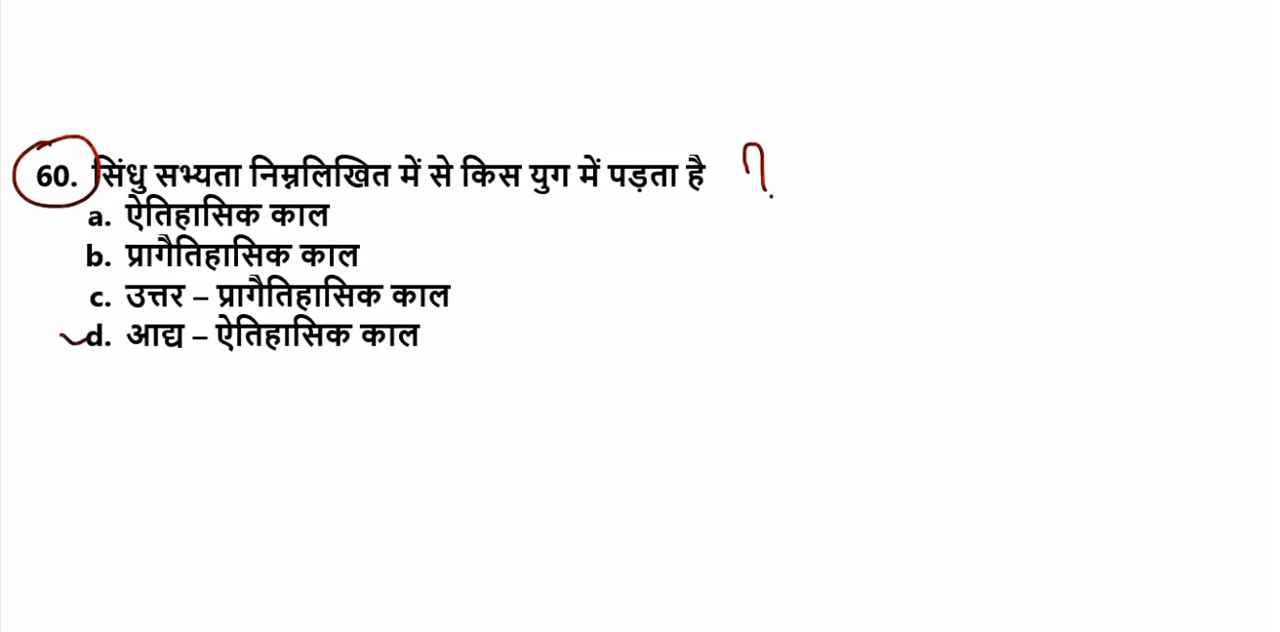 60. सिंधु सभ्यता निम्नलिखित में से किस युग में पड़ता है ?
a. ऐतिहासिक काल
b. प्रागैतिहासिक काल
c. उत्तर – प्रागैतिहासिक काल
d. आद्य – ऐतिहासिक काल